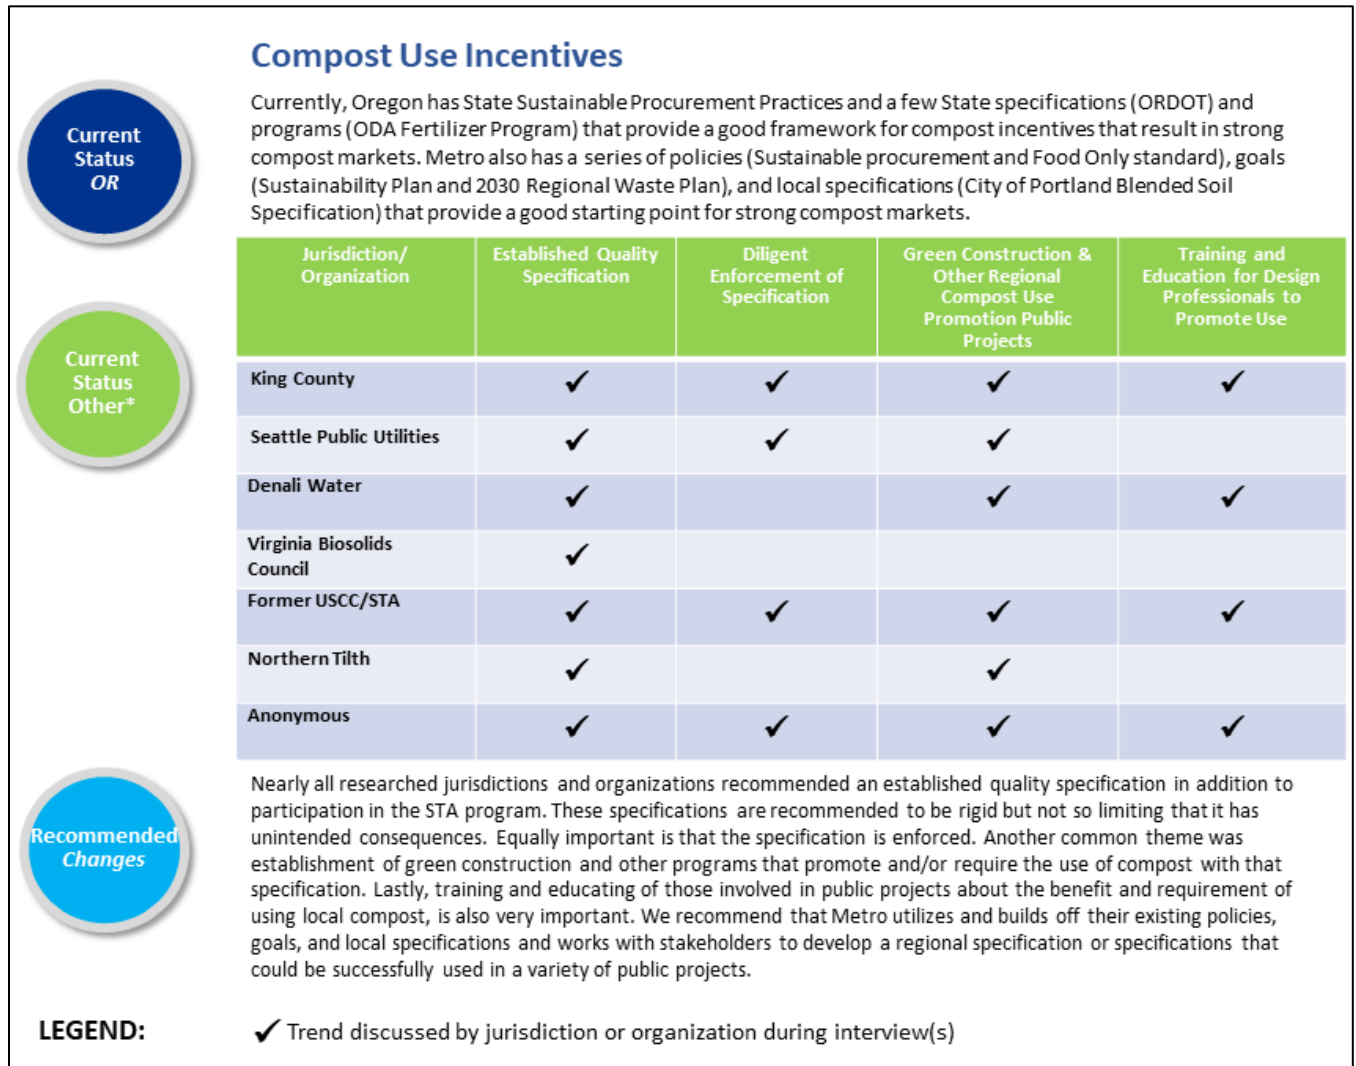 Compost Use Incentives
Current
Status
OR
Currently, Oregon has State Sustainable Procurement Practices and a few State specifications (ORDOT) and
programs (ODA Fertilizer Program) that provide a good framework for compost incentives that result in strong
compost markets. Metro also has a series of policies (Sustainable procurement and Food Only standard), goals
(Sustainability Plan and 2030 Regional Waste Plan), and local specifications (City of Portland Blended Soil
Specification) that provide a good starting point for strong compost markets.
Current
Status
Other*
Jurisdiction/
Organization
Established Quality
Specification
Diligent
Enforcement of
Specification
Green Construction &
Other Regional
Compost Use
Promotion Public
Projects
Training and
Education for Design
Professionals to
Promote Use
King County ✓ ✓ ✓ ✓
Seattle Public Utilities ✓ ✓ ✓
Denali Water ✓ ✓ ✓
Virginia Biosolids
Council ✓
Former USCC/STA ✓ ✓ ✓ ✓
Northern Tilth ✓ ✓
Anonymous ✓ ✓ ✓ ✓
Recommended
Changes
Nearly all researched jurisdictions and organizations recommended an established quality specification in addition to
participation in the STA program. These specifications are recommended to be rigid but not so limiting that it has
unintended consequences. Equally important is that the specification is enforced. Another common theme was
establishment of green construction and other programs that promote and/or require the use of compost with that
specification. Lastly, training and educating of those involved in public projects about the benefit and requirement of
using local compost, is also very important. We recommend that Metro utilizes and builds off their existing policies,
goals, and local specifications and works with stakeholders to develop a regional specification or specifications that
could be successfully used in a variety of public projects.
LEGEND:
✓ Trend discussed by jurisdiction or organization during interview(s)